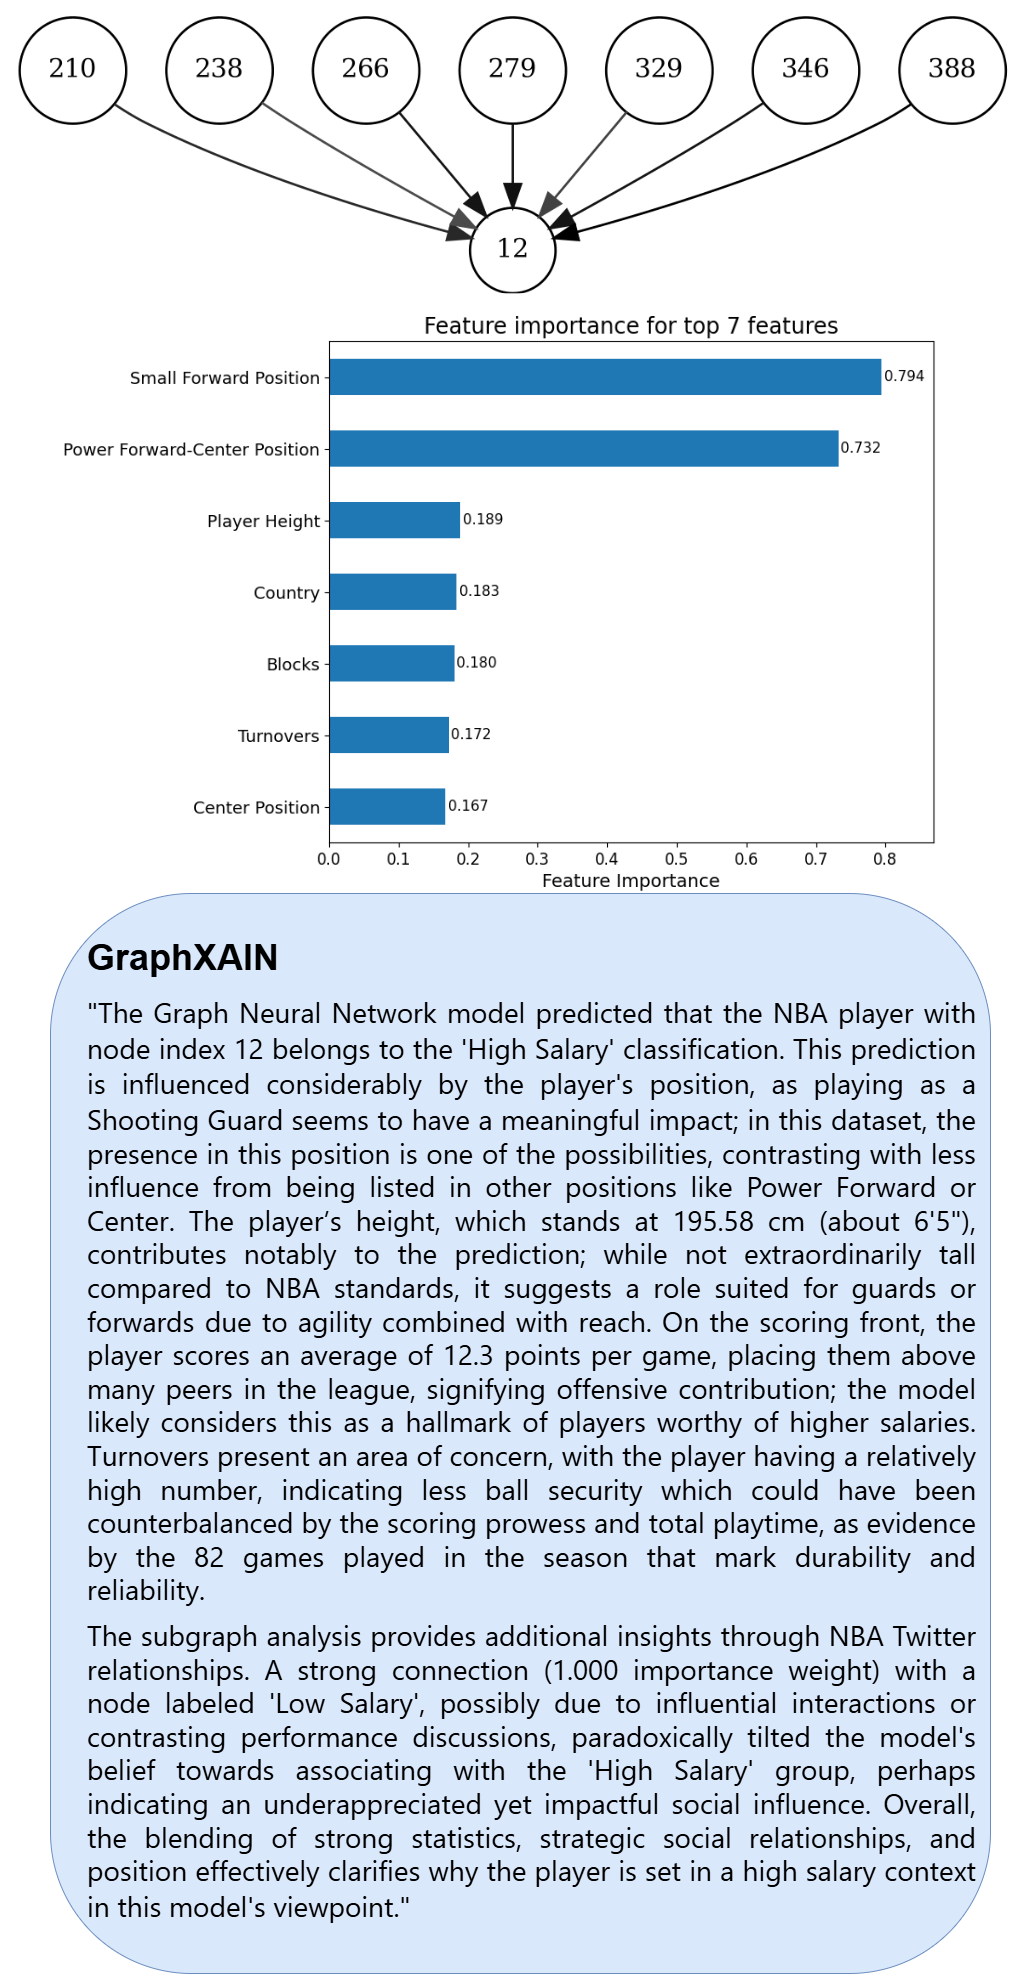 210 238 266 279 329 346 388
12
Feature importance for top 7 features
Small Forward Position 0.794
Power Forward-Center Position 0.732
Player Height 0.189
Country 0.183
Blocks 0.180
Turnovers 0.172
Center Position 0.167
0.0 0.1 0.2 0.3 0.4 0.5 0.6 0.7 0.8
Feature Importance
GraphXAIN
"The Graph Neural Network model predicted that the NBA player with
node index 12 belongs to the 'High Salary' classification. This prediction
is influenced considerably by the player's position, as playing as a
Shooting Guard seems to have a meaningful impact; in this dataset, the
presence in this position is one of the possibilities, contrasting with less
influence from being listed in other positions like Power Forward or
Center. The player’s height, which stands at 195.58 cm (about 6'5"),
contributes notably to the prediction; while not extraordinarily tall
compared to NBA standards, it suggests a role suited for guards or
forwards due to agility combined with reach. On the scoring front, the
player scores an average of 12.3 points per game, placing them above
many peers in the league, signifying offensive contribution; the model
likely considers this as a hallmark of players worthy of higher salaries.
Turnovers present an area of concern, with the player having a relatively
high number, indicating less ball security which could have been
counterbalanced by the scoring prowess and total playtime, as evidence
by the 82 games played in the season that mark durability and
reliability.
The subgraph analysis provides additional insights through NBA Twitter
relationships. A strong connection (1.000 importance weight) with a
node labeled 'Low Salary', possibly due to influential interactions or
contrasting performance discussions, paradoxically tilted the model's
belief towards associating with the 'High Salary' group, perhaps
indicating an underappreciated yet impactful social influence. Overall,
the blending of strong statistics, strategic social relationships, and
position effectively clarifies why the player is set in a high salary context
in this model's viewpoint."